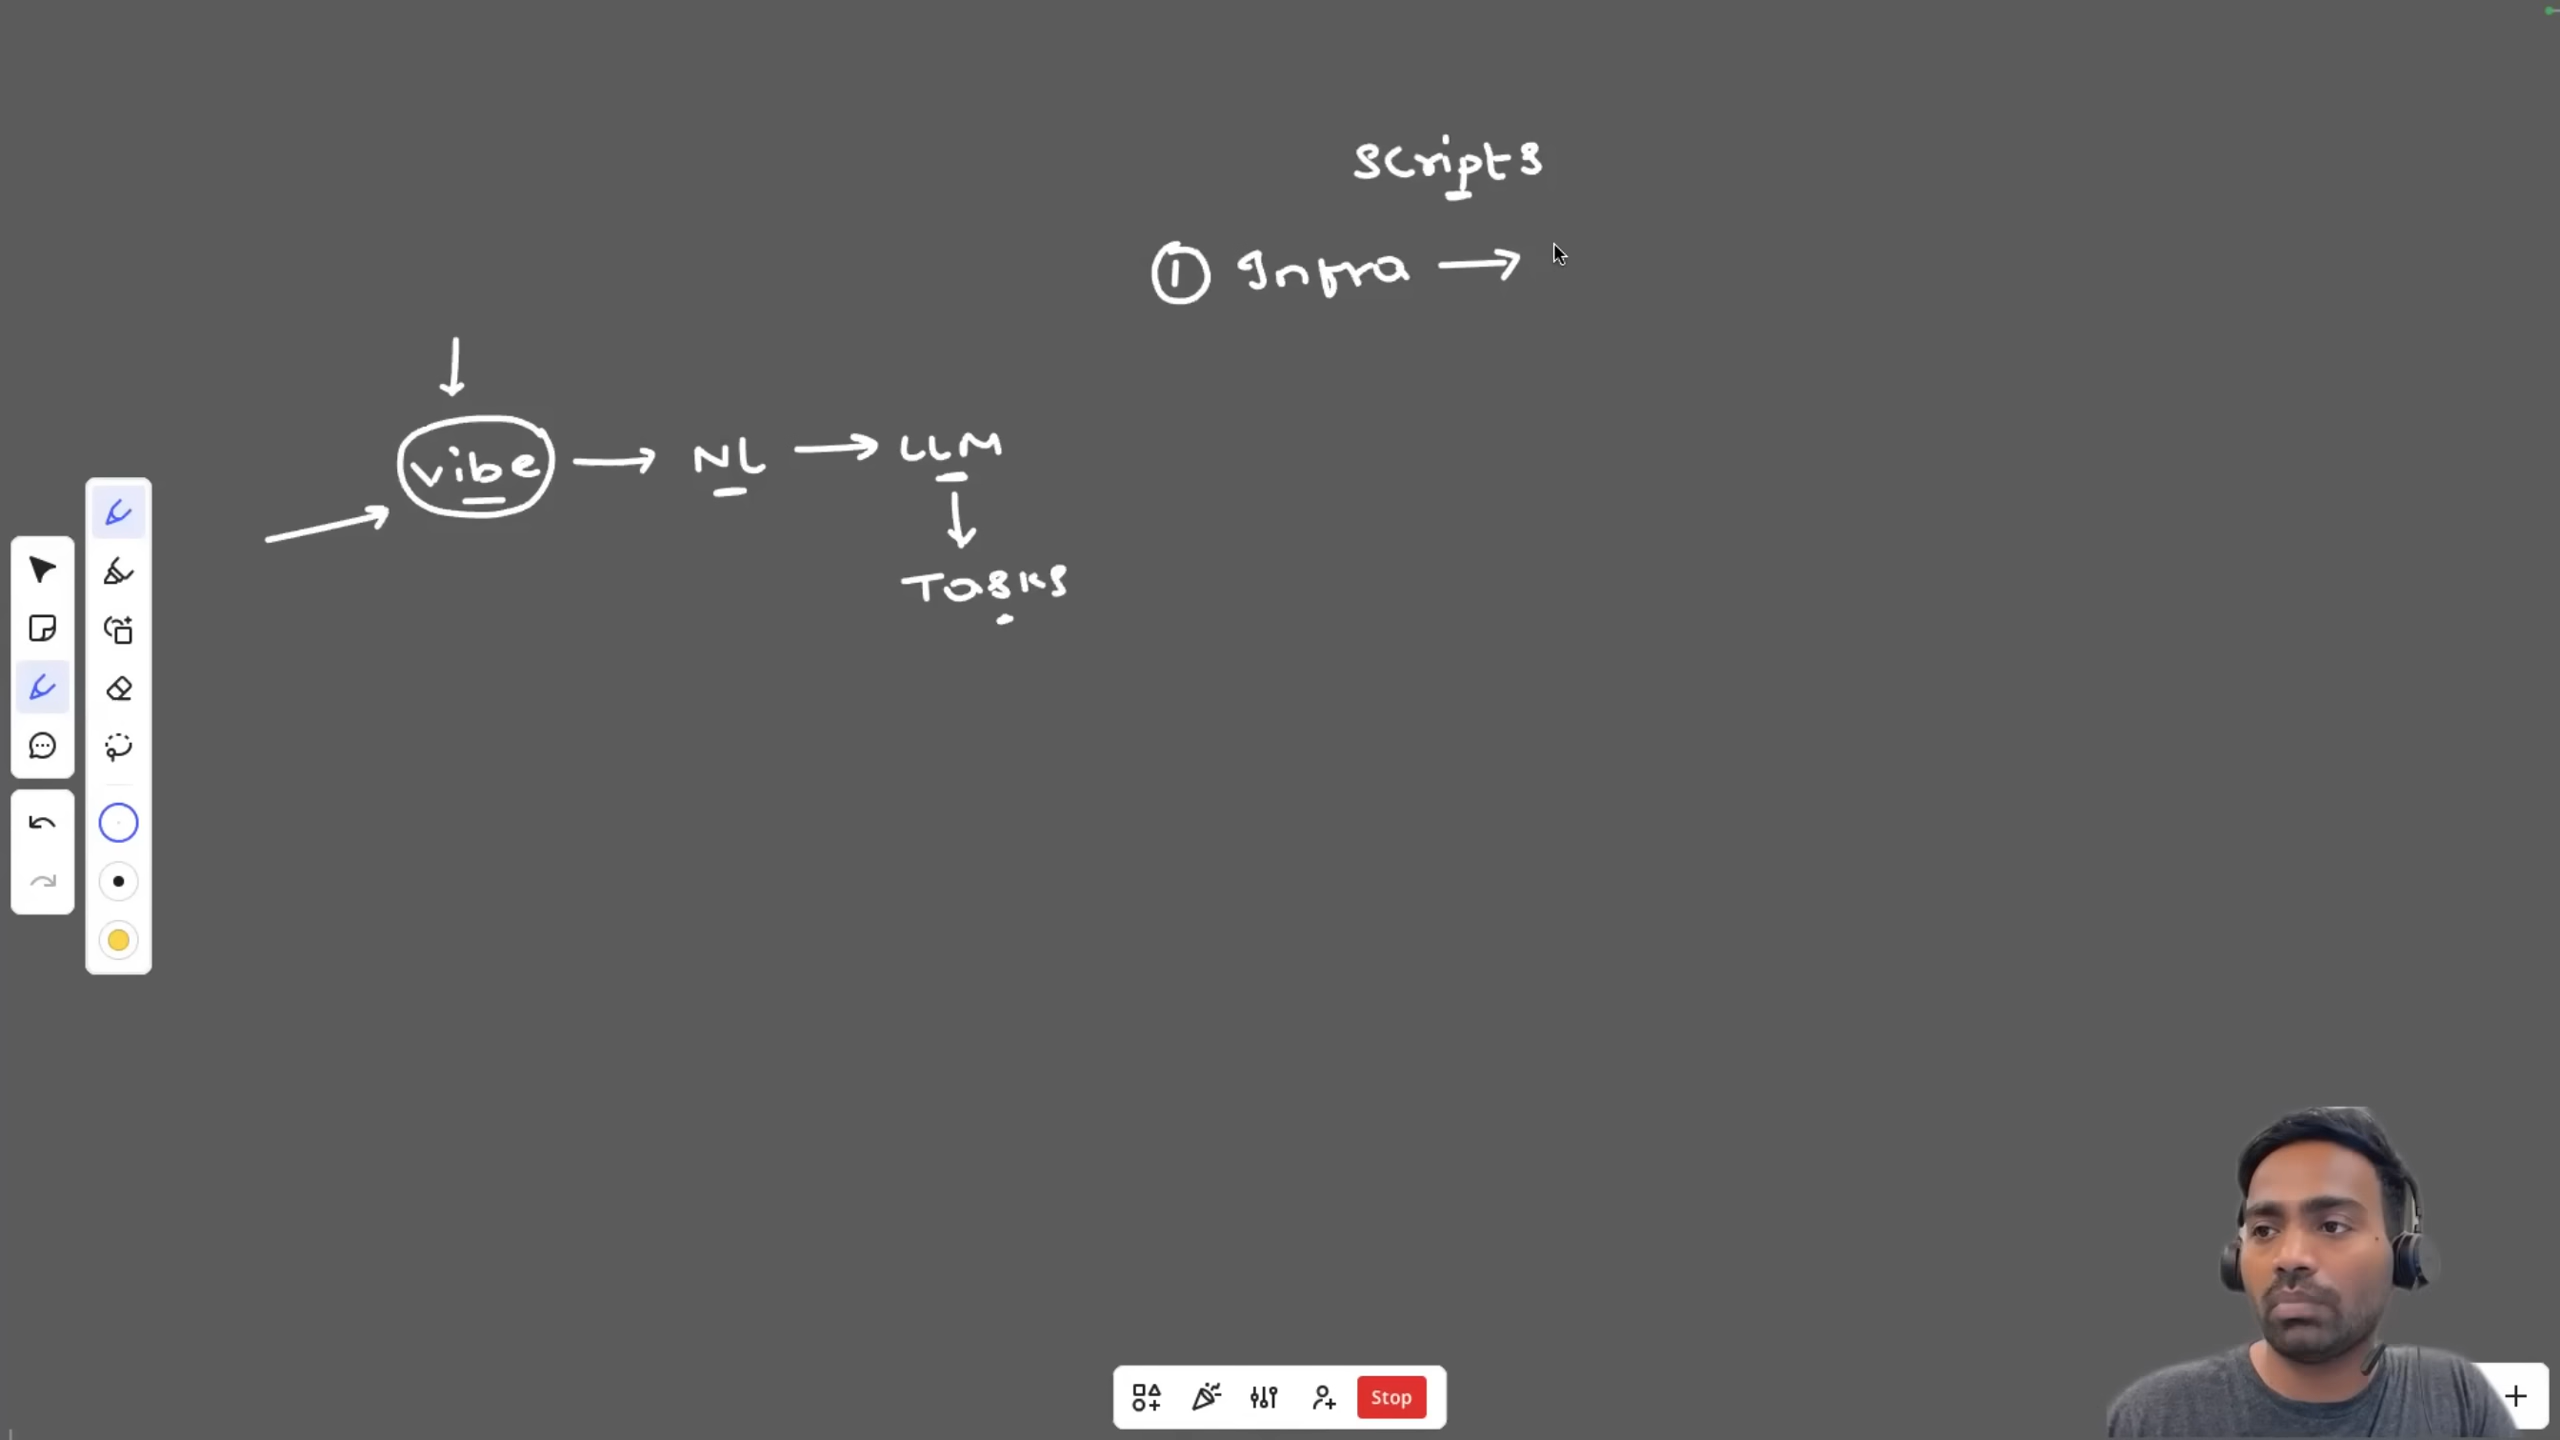 Scripts
① Infra →
↓
vibe → NL → LLM
↓
Tasks
Stop